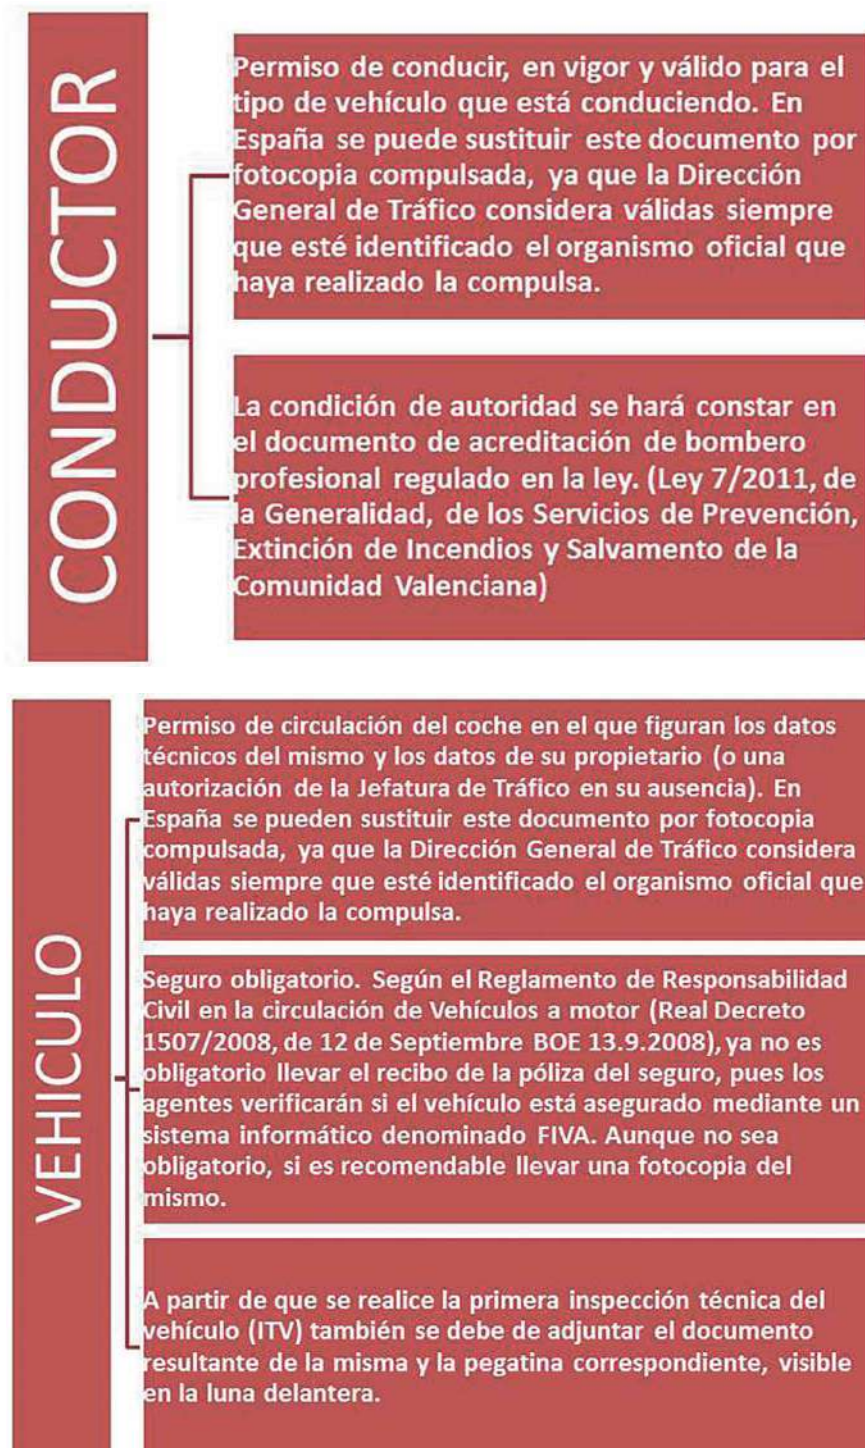 CONDUCTOR
Permiso de conducir, en vigor y válido para el
tipo de vehículo que está conduciendo. En
España se puede sustituir este documento por
fotocopia compulsada, ya que la Dirección
General de Tráfico considera válidas siempre
que esté identificado el organismo oficial que
haya realizado la compulsa.
La condición de autoridad se hará constar en
el documento de acreditación de bombero
profesional regulado en la ley. (Ley 7/2011, de
la Generalidad, de los Servicios de Prevención,
Extinción de Incendios y Salvamento de la
Comunidad Valenciana)
VEHICULO
Permiso de circulación del coche en el que figuran los datos
técnicos del mismo y los datos de su propietario (o una
autorización de la Jefatura de Tráfico en su ausencia). En
España se pueden sustituir este documento por fotocopia
compulsada, ya que la Dirección General de Tráfico considera
válidas siempre que esté identificado el organismo oficial que
haya realizado la compulsa.
Seguro obligatorio. Según el Reglamento de Responsabilidad
Civil en la circulación de Vehículos a motor (Real Decreto
1507/2008, de 12 de Septiembre BOE 13.9.2008), ya no es
obligatorio llevar el recibo de la póliza del seguro, pues los
agentes verificarán si el vehículo está asegurado mediante un
sistema informático denominado FIVA. Aunque no sea
obligatorio, si es recomendable llevar una fotocopia del
mismo.
A partir de que se realice la primera inspección técnica del
vehículo (ITV) también se debe de adjuntar el documento
resultante de la misma y la pegatina correspondiente, visible
en la luna delantera.